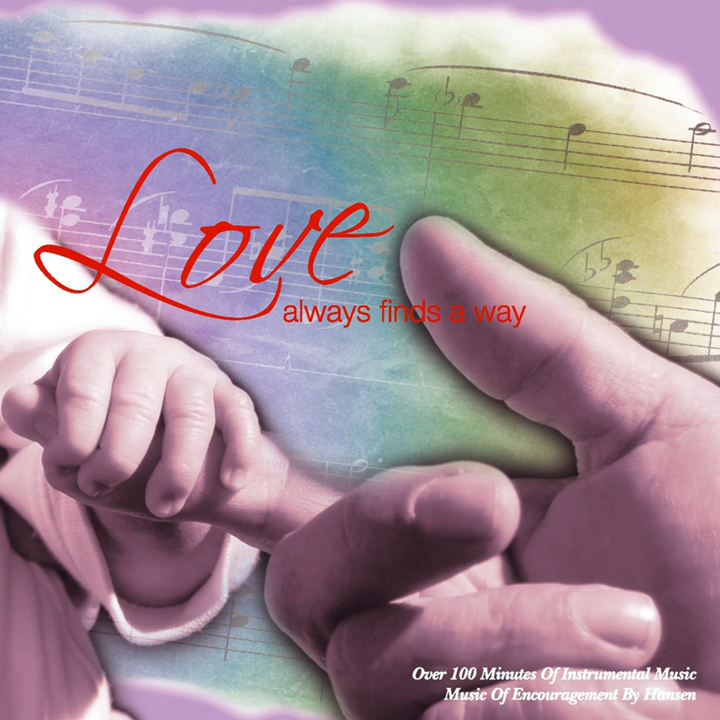 Love
always finds a way
Over 100 Minutes Of Instrumental Music
Music Of Encouragement By Hansen